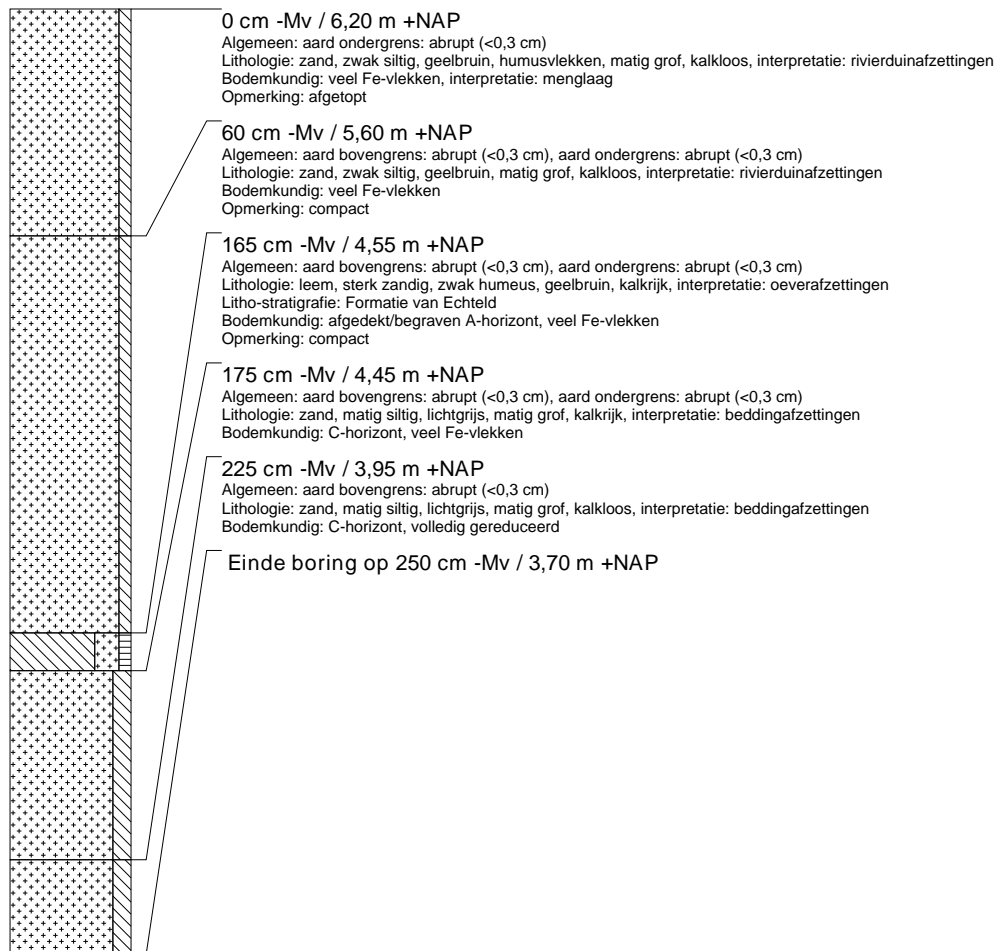 0 cm -Mv / 6,20 m +NAP
Algemeen: aard ondergrens: abrupt (<0,3 cm)
Lithologie: zand, zwak siltig, geelbruin, humusvlekken, matig grof, kalkloos, interpretatie: rivierduinafzettingen
Bodemkundig: veel Fe-vlekken, interpretatie: menglaag
Opmerking: afgetopt
60 cm -Mv / 5,60 m +NAP
Algemeen: aard bovengrens: abrupt (<0,3 cm), aard ondergrens: abrupt (<0,3 cm)
Lithologie: zand, zwak siltig, geelbruin, matig grof, kalkloos, interpretatie: rivierduinafzettingen
Bodemkundig: veel Fe-vlekken
Opmerking: compact
165 cm -Mv / 4,55 m +NAP
Algemeen: aard bovengrens: abrupt (<0,3 cm), aard ondergrens: abrupt (<0,3 cm)
Lithologie: leem, sterk zandig, zwak humeus, geelbruin, kalkrijk, interpretatie: oeverafzettingen
Litho-stratigrafie: Formatie van Echteld
Bodemkundig: afgedekt/begraven A-horizont, veel Fe-vlekken
Opmerking: compact
175 cm -Mv / 4,45 m +NAP
Algemeen: aard bovengrens: abrupt (<0,3 cm), aard ondergrens: abrupt (<0,3 cm)
Lithologie: zand, matig siltig, lichtgrijs, matig grof, kalkrijk, interpretatie: beddingafzettingen
Bodemkundig: C-horizont, veel Fe-vlekken
225 cm -Mv / 3,95 m +NAP
Algemeen: aard bovengrens: abrupt (<0,3 cm)
Lithologie: zand, matig siltig, lichtgrijs, matig grof, kalkloos, interpretatie: beddingafzettingen
Bodemkundig: C-horizont, volledig gereduceerd
Einde boring op 250 cm -Mv / 3,70 m +NAP